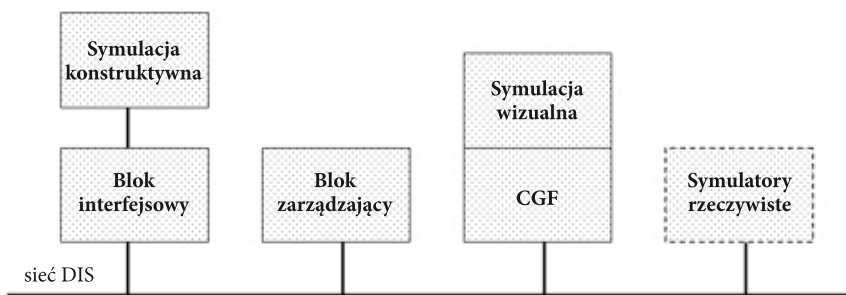 Symulacja
konstruktywna
Blok
interfejsowy
Blok
zarządzający
Symulacja
wizualna
CGF
Symulatory
rzeczywiste
sieć DIS